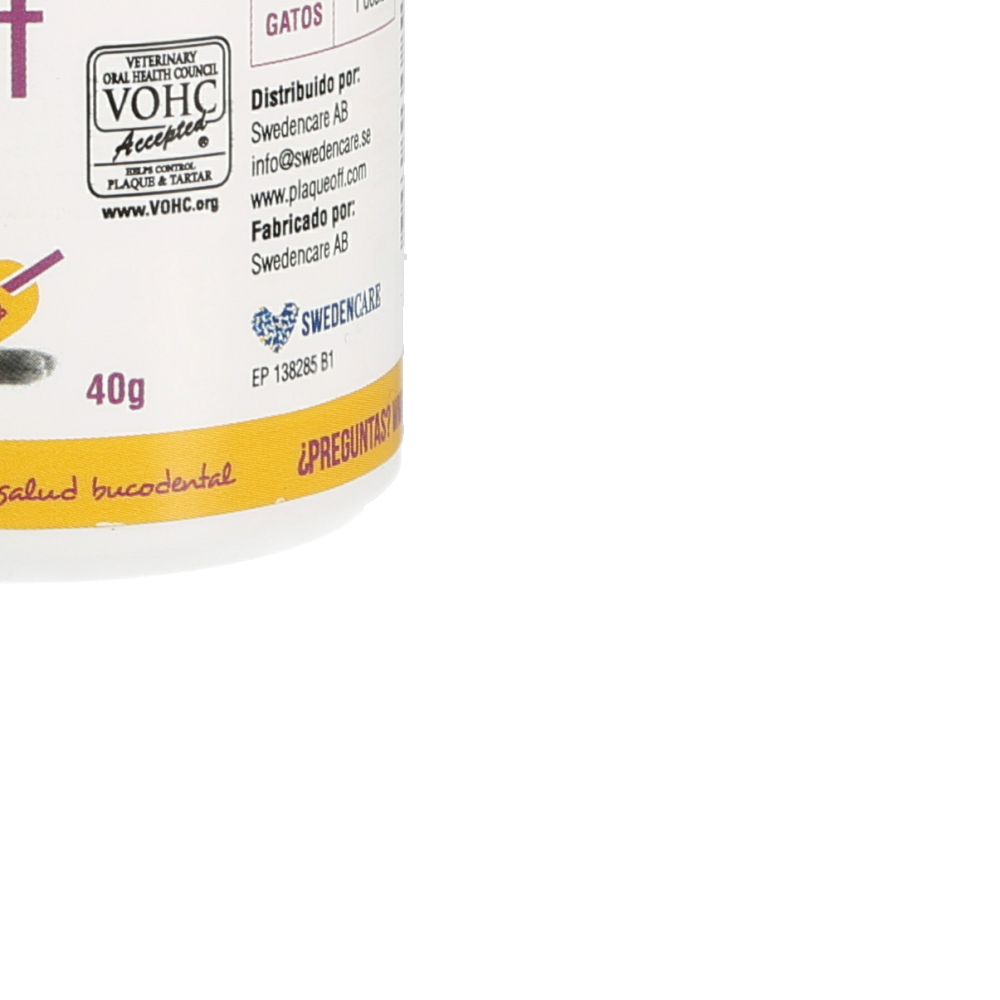 GATOS
VETERINARY
ORAL HEALTH COUNCIL
VOHC
Accepted
®
HELPS CONTROL
PLAQUE & TARTAR
www.VOHC.org
Distribuido por:
Swedencare AB
info@swedencare.se
www.plaqueoff.com
Fabricado por:
Swedencare AB
SWEDENCARE
EP 138285 B1
40g
salud bucodental
¿PREGUNTAS?